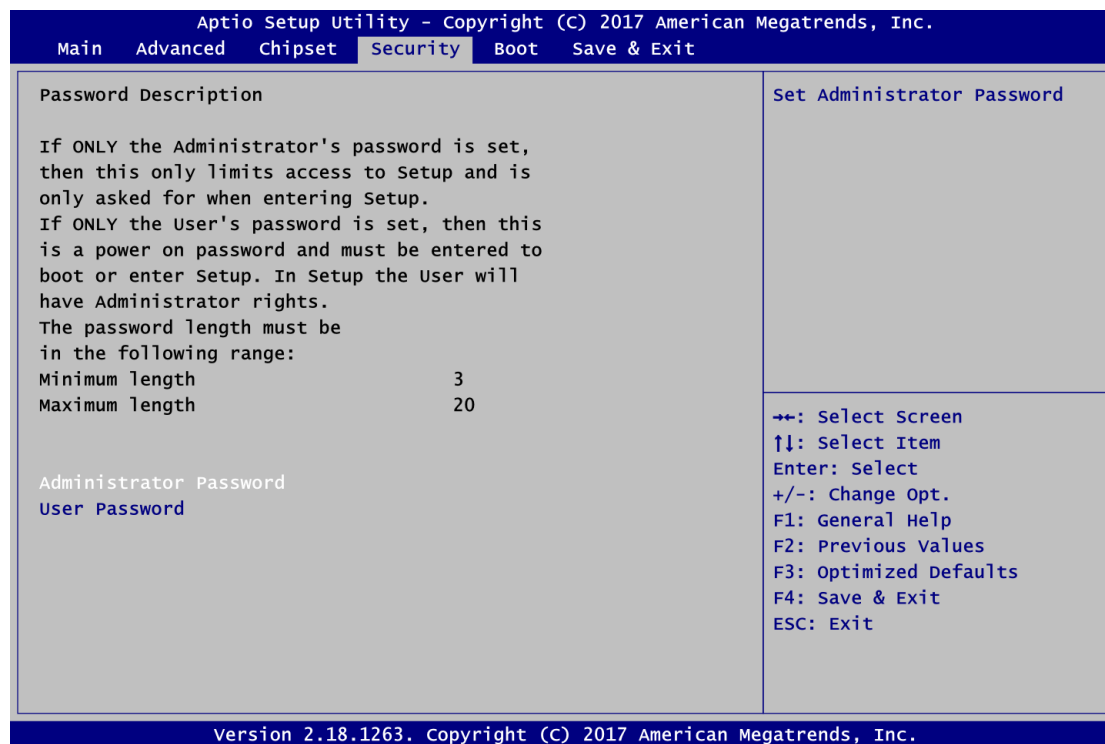 Aptio Setup Utility - Copyright (C) 2017 American Megatrends, Inc.
Main Advanced Chipset Security Boot Save & Exit
Password Description
If ONLY the Administrator's password is set,
then this only limits access to Setup and is
only asked for when entering Setup.
If ONLY the User's password is set, then this
is a power on password and must be entered to
boot or enter Setup. In Setup the User will
have Administrator rights.
The password length must be
in the following range:
Minimum length 3
Maximum length 20
Administrator Password
User Password
Set Administrator Password
→←: Select Screen
↑↓: Select Item
Enter: Select
+/-: Change Opt.
F1: General Help
F2: Previous Values
F3: Optimized Defaults
F4: Save & Exit
ESC: Exit
Version 2.18.1263. Copyright (C) 2017 American Megatrends, Inc.